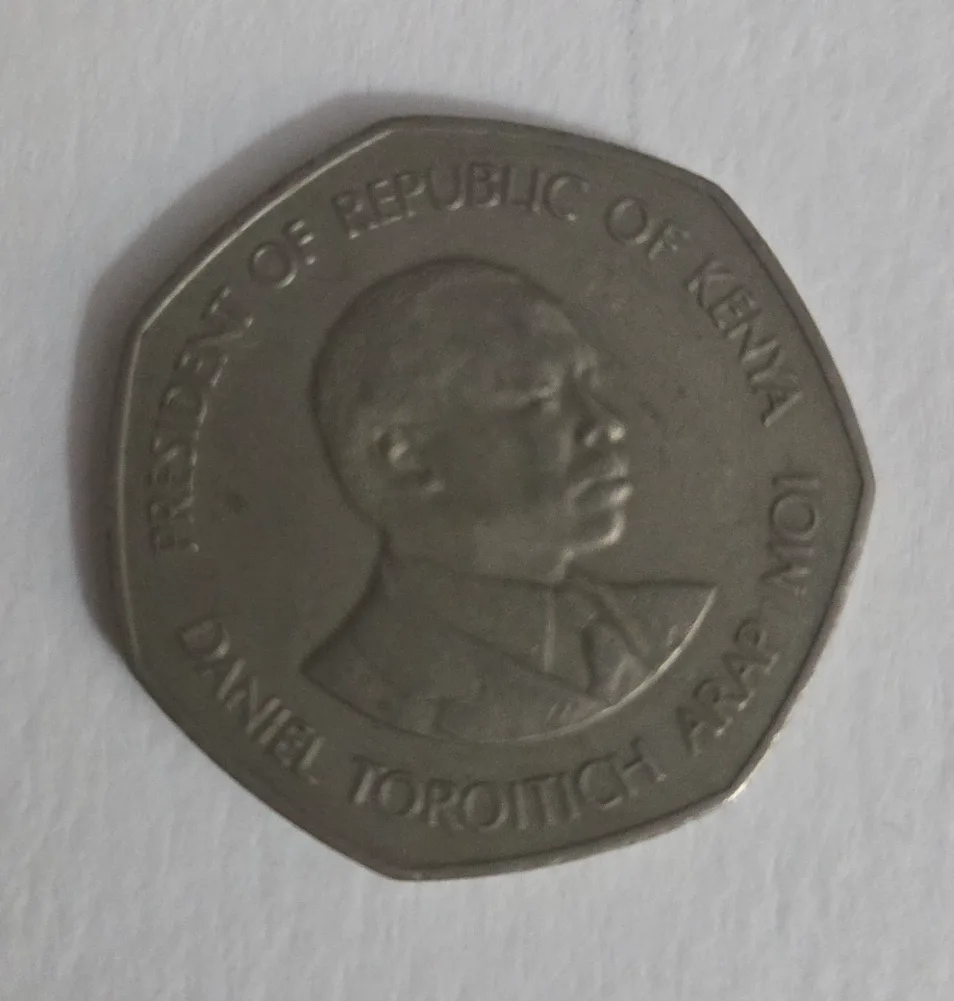 PRESIDENT OF REPUBLIC OF KENYA
DANIEL TOROITICH ARAP MOI